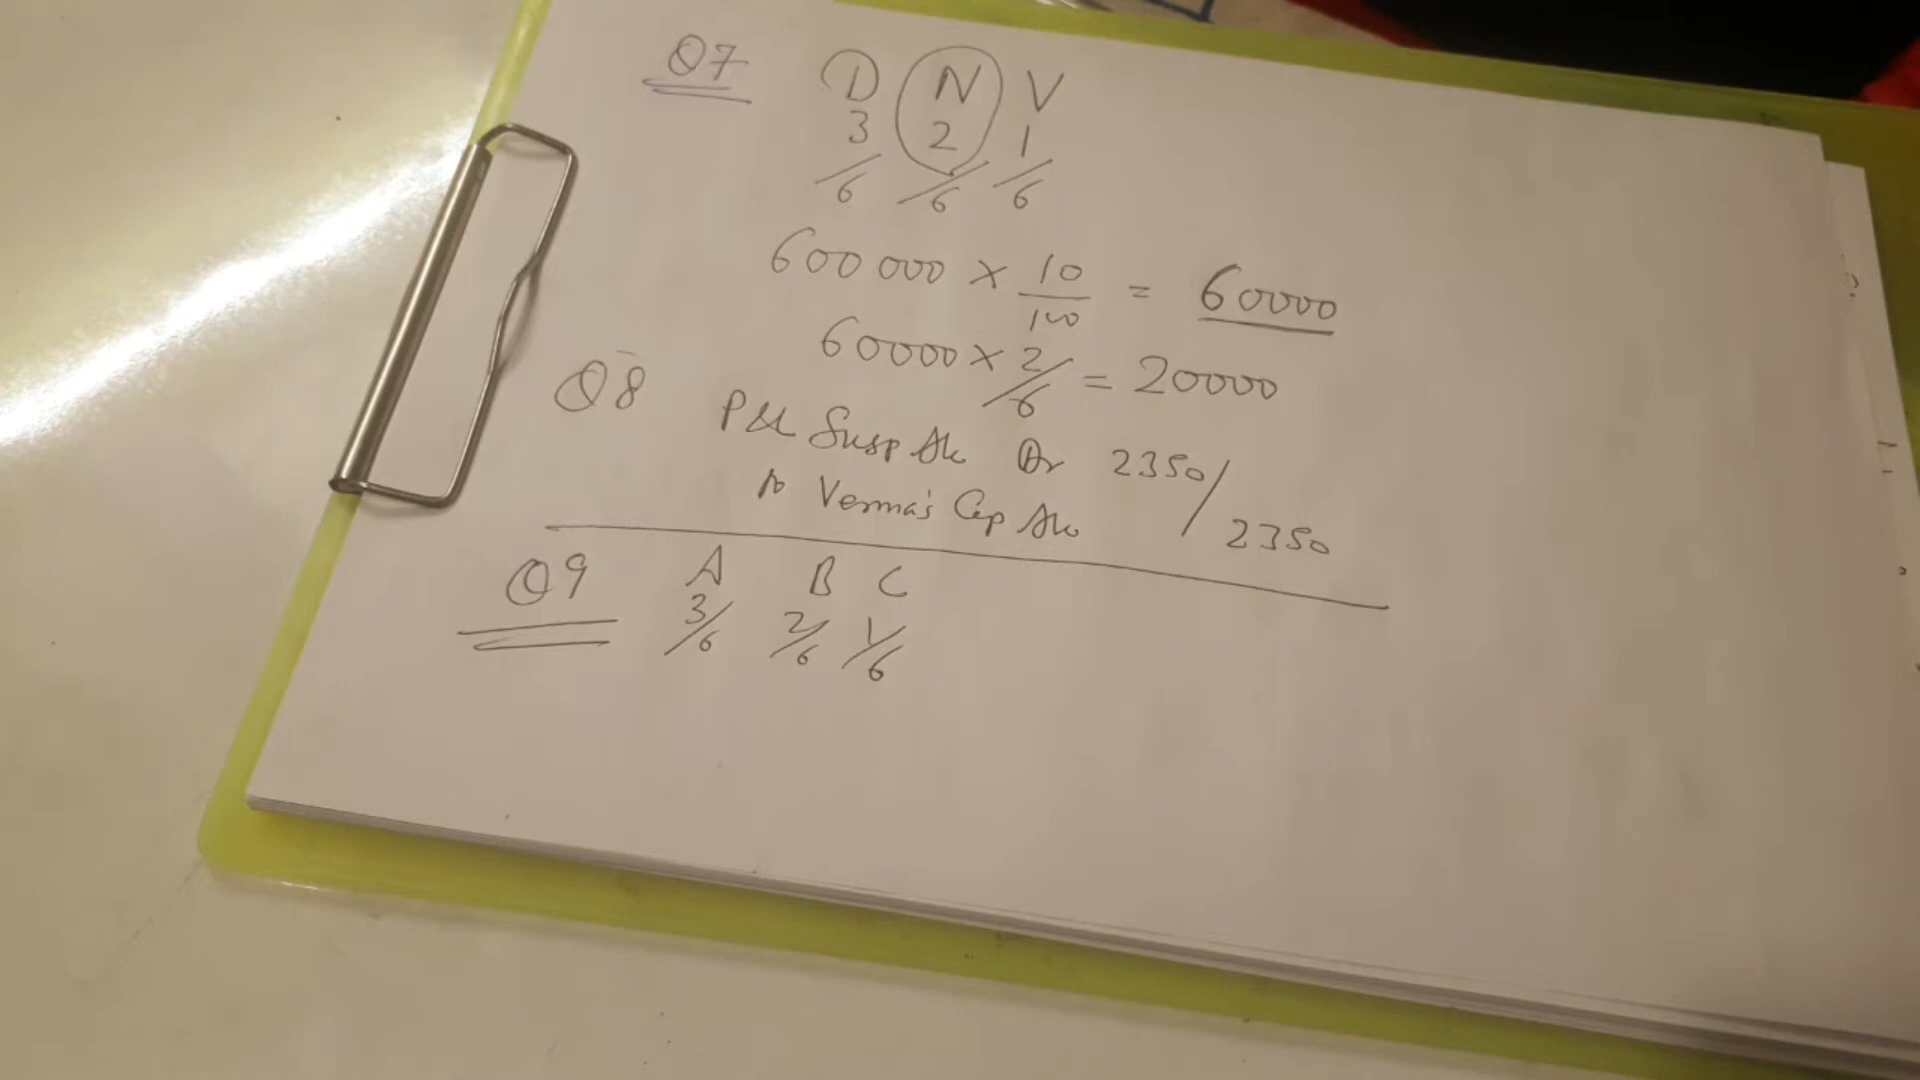 Q7 D N V
3 2 1
/6 /6 /6
600000 × 10/100 = 60000
60000 × 2/6 = 20000
Q8 P&L Susp A/c Dr 2350/
to Verma's Cap A/c 2350
Q9 A B C
3/6 2/6 1/6